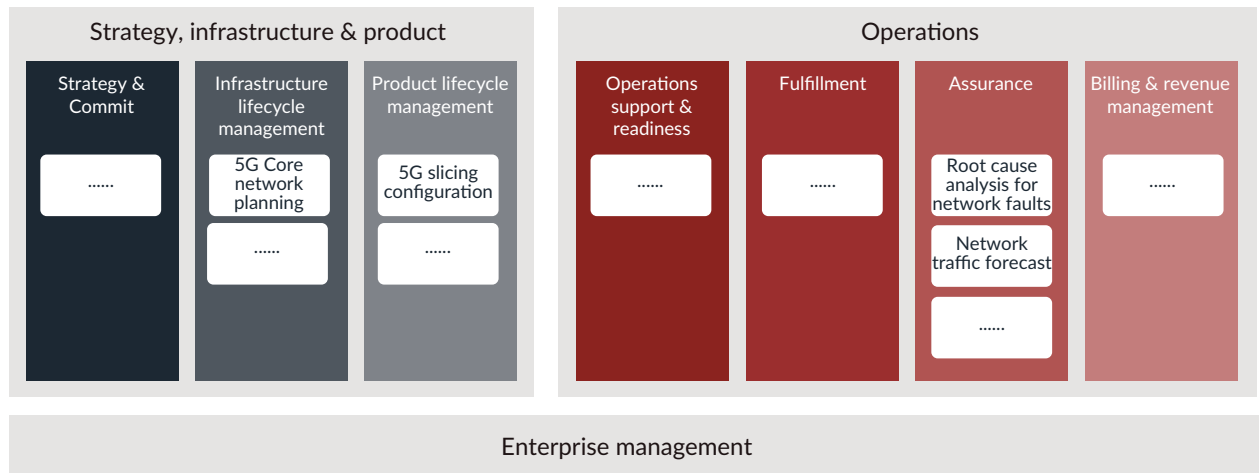 Strategy, infrastructure & product
Strategy &
Commit
......
Infrastructure
lifecycle
management
5G Core
network
planning
......
Product lifecycle
management
5G slicing
configuration
......
Operations
Operations
support &
readiness
......
Fulfillment
......
Assurance
Root cause
analysis for
network faults
Network
traffic forecast
......
Billing & revenue
management
......
Enterprise management